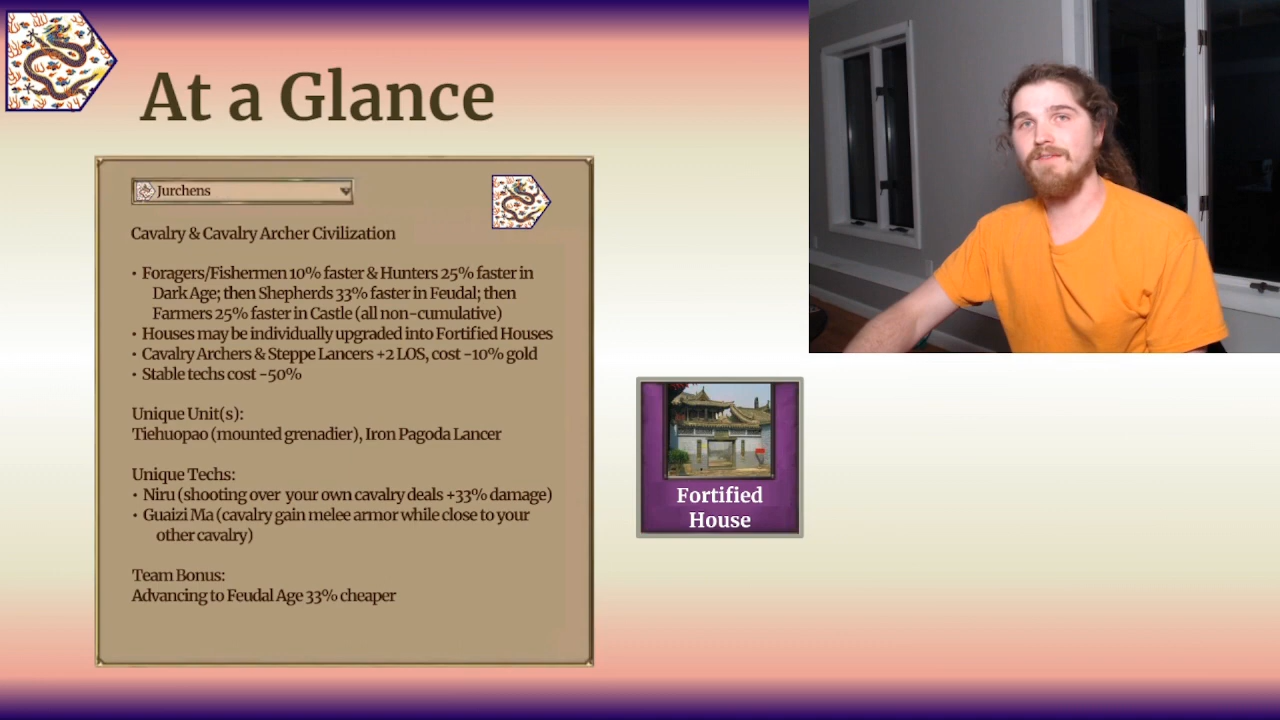 At a Glance
Jurchens
Cavalry & Cavalry Archer Civilization
• Foragers/Fishermen 10% faster & Hunters 25% faster in
Dark Age; then Shepherds 33% faster in Feudal; then
Farmers 25% faster in Castle (all non-cumulative)
• Houses may be individually upgraded into Fortified Houses
• Cavalry Archers & Steppe Lancers +2 LOS, cost -10% gold
• Stable techs cost -50%
Unique Unit(s):
Tiehuopao (mounted grenadier), Iron Pagoda Lancer
Unique Techs:
• Niru (shooting over your own cavalry deals +33% damage)
• Guaizi Ma (cavalry gain melee armor while close to your
other cavalry)
Team Bonus:
Advancing to Feudal Age 33% cheaper
Fortified
House